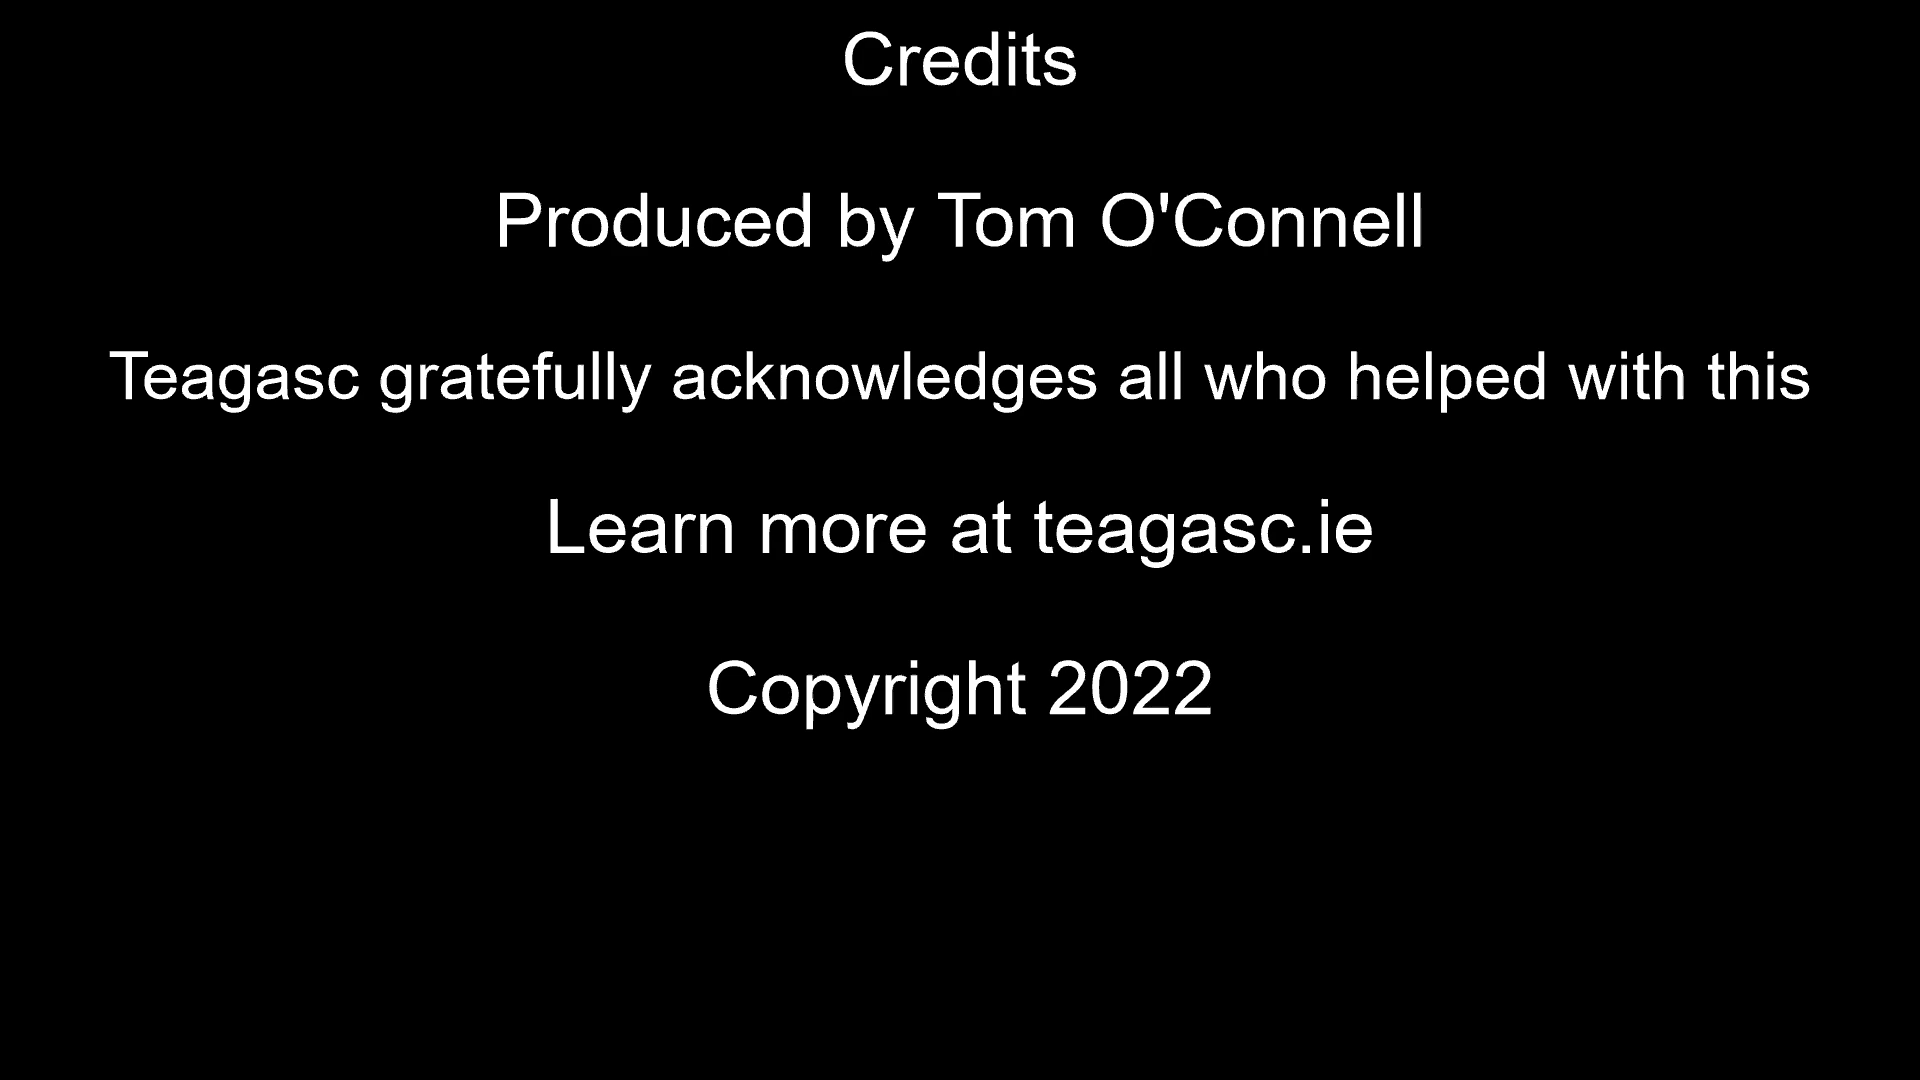 Credits
Produced by Tom O'Connell
Teagasc gratefully acknowledges all who helped with this
Learn more at teagasc.ie
Copyright 2022